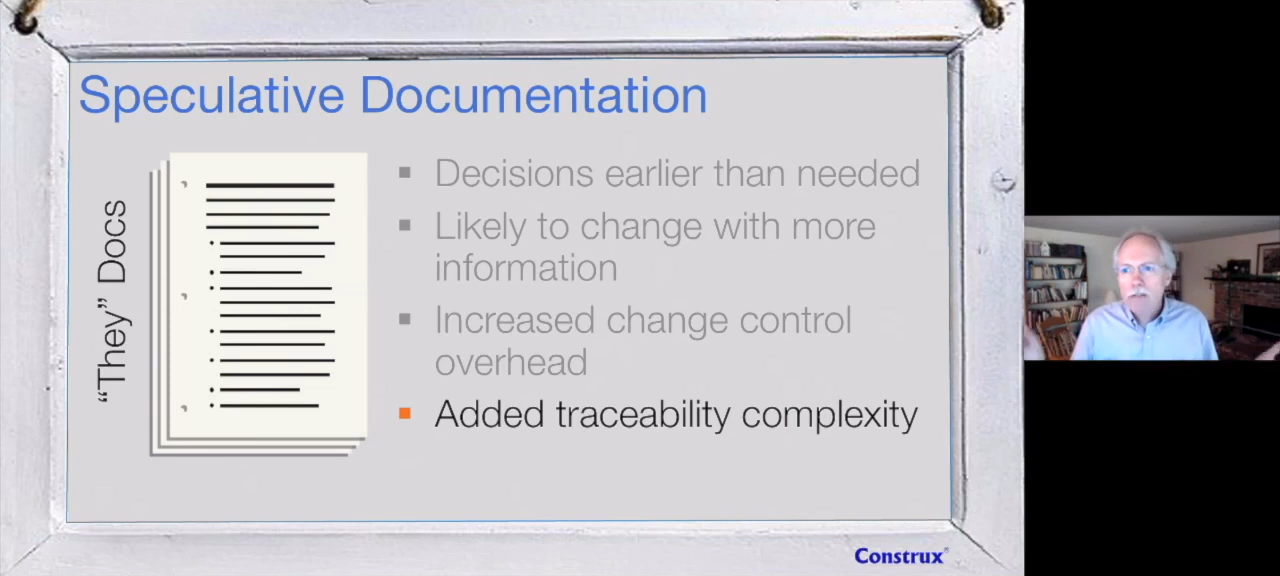 Speculative Documentation
“They” Docs
▪ Decisions earlier than needed
▪ Likely to change with more
information
▪ Increased change control
overhead
▪ Added traceability complexity
Construx®